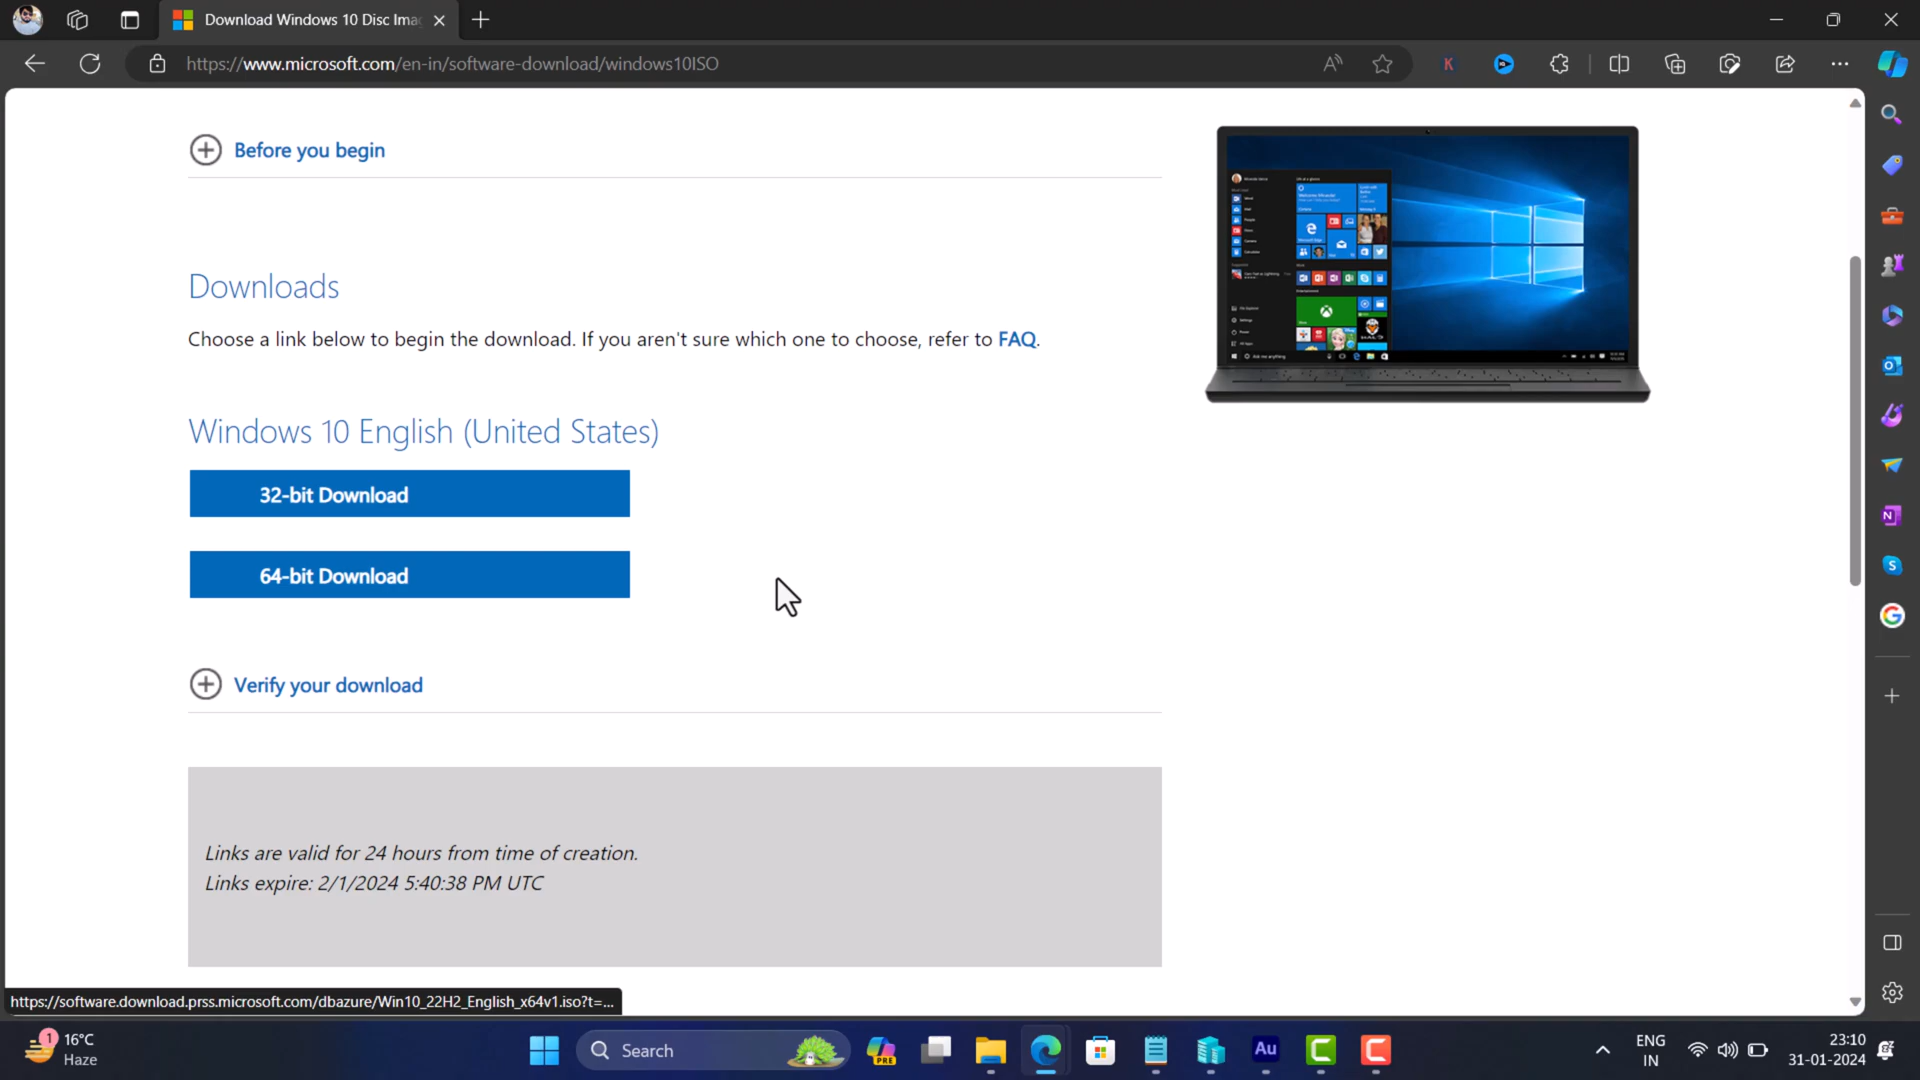 Download Windows 10 Disc Imag
https://www.microsoft.com/en-in/software-download/windows10ISO
Before you begin
Downloads
Choose a link below to begin the download. If you aren't sure which one to choose, refer to FAQ.
Windows 10 English (United States)
32-bit Download
64-bit Download
Verify your download
Links are valid for 24 hours from time of creation.
Links expire: 2/1/2024 5:40:38 PM UTC
https://software.download.prss.microsoft.com/dbazure/Win10_22H2_English_x64v1.iso?t=...
1
16°C
Haze
Search
PRE
Au
ENG
IN
23:10
31-01-2024